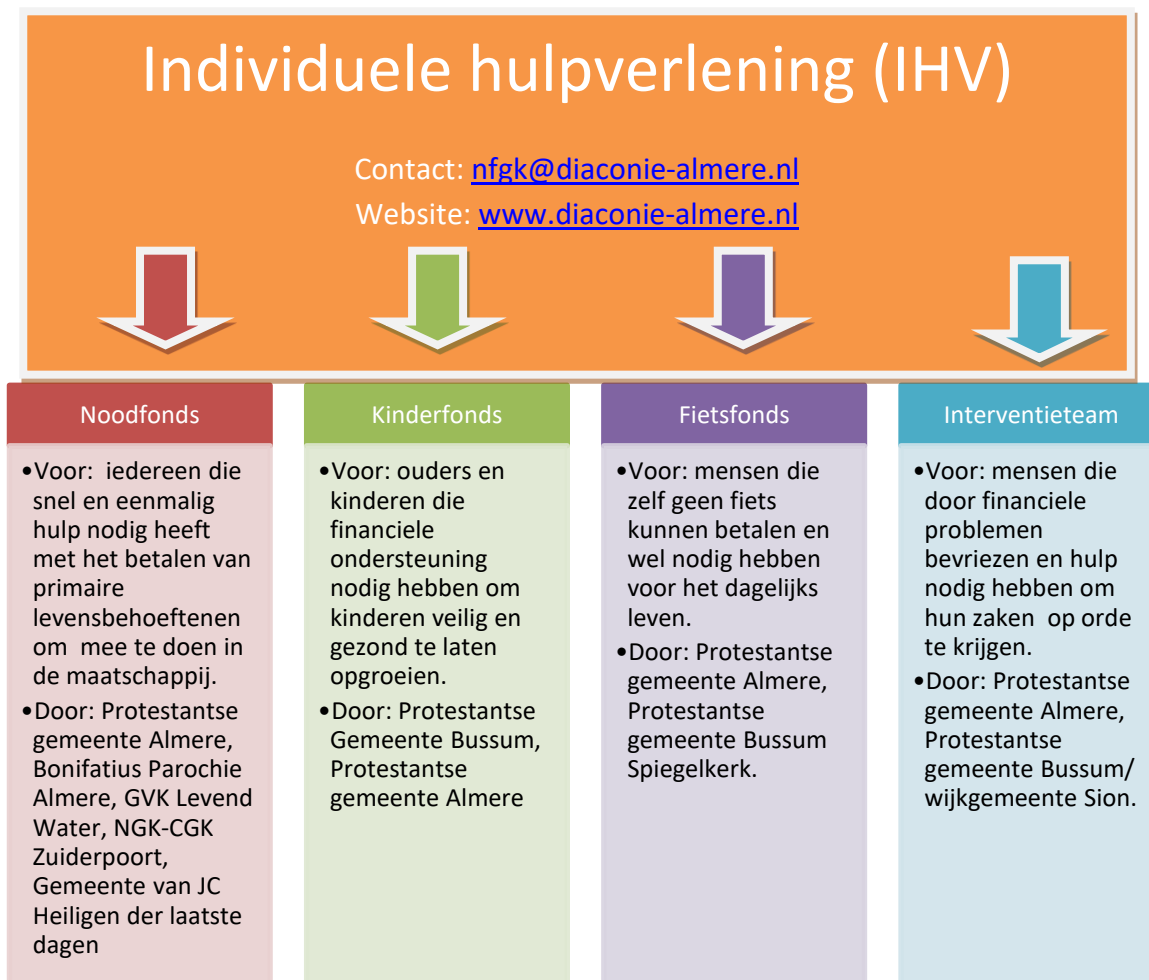 Individuele hulpverlening (IHV)
Contact: nfgk@diaconie-almere.nl
Website: www.diaconie-almere.nl
Noodfonds
•Voor: iedereen die
snel en eenmalig
hulp nodig heeft
met het betalen van
primaire
levensbehoeftenen
om mee te doen in
de maatschappij.
•Door: Protestantse
gemeente Almere,
Bonifatius Parochie
Almere, GVK Levend
Water, NGK-CGK
Zuiderpoort,
Gemeente van JC
Heiligen der laatste
dagen
Kinderfonds
•Voor: ouders en
kinderen die
financiele
ondersteuning
nodig hebben om
kinderen veilig en
gezond te laten
opgroeien.
•Door: Protestantse
Gemeente Bussum,
Protestantse
gemeente Almere
Fietsfonds
•Voor: mensen die
zelf geen fiets
kunnen betalen en
wel nodig hebben
voor het dagelijks
leven.
•Door: Protestantse
gemeente Almere,
Protestantse
gemeente Bussum
Spiegelkerk.
Interventieteam
•Voor: mensen die
door financiele
problemen
bevriezen en hulp
nodig hebben om
hun zaken op orde
te krijgen.
•Door: Protestantse
gemeente Almere,
Protestantse
gemeente Bussum/
wijkgemeente Sion.